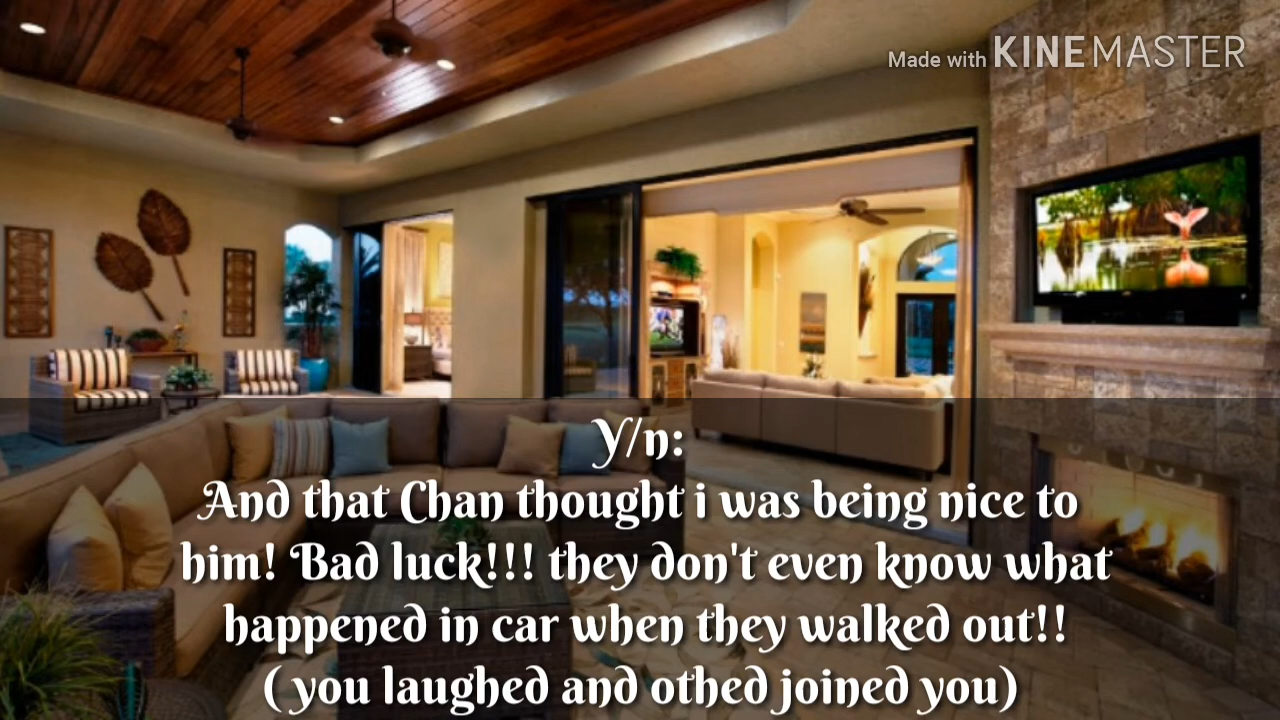 Made with KINEMASTER
Y/n:
And that Chan thought i was being nice to
him! Bad luck!!! they don't even know what
happened in car when they walked out!!
( you laughed and othed joined you)